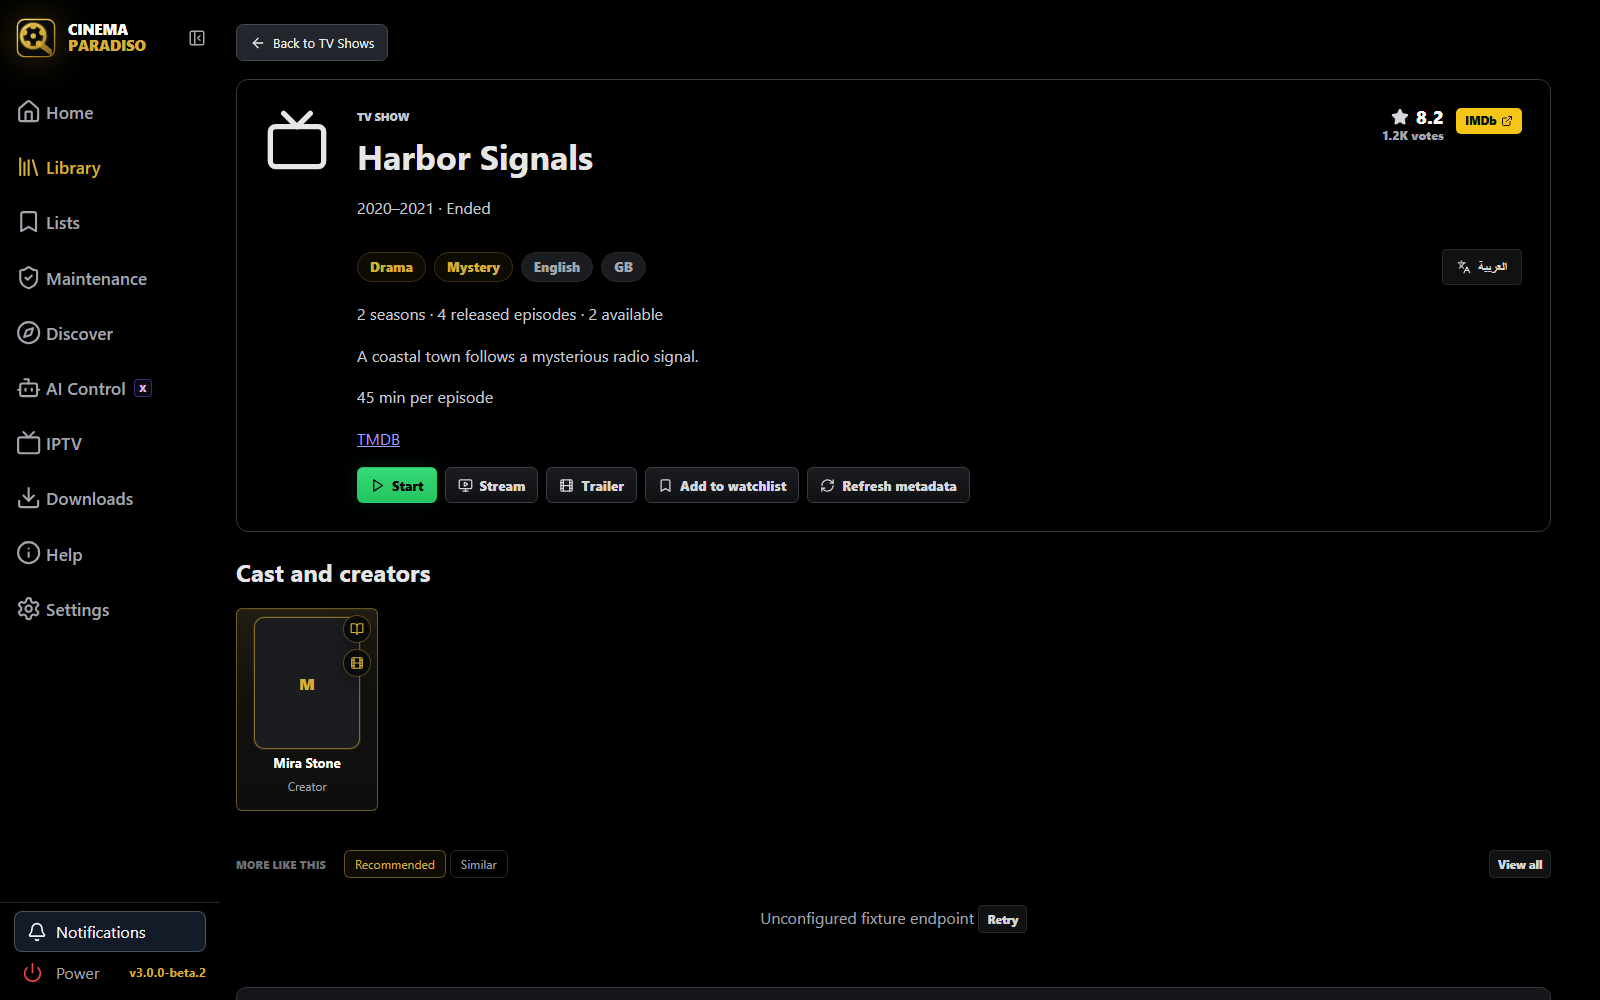 CINEMA
PARADISO
Home
Library
Lists
Maintenance
Discover
AI Control x
IPTV
Downloads
Help
Settings
Notifications
Power v3.0.0-beta.2
Back to TV Shows
TV SHOW
Harbor Signals
8.2
1.2K votes
IMDb
2020–2021 · Ended
Drama Mystery English GB
العربية
2 seasons · 4 released episodes · 2 available
A coastal town follows a mysterious radio signal.
45 min per episode
TMDB
Start Stream Trailer Add to watchlist Refresh metadata
Cast and creators
M
Mira Stone
Creator
MORE LIKE THIS Recommended Similar View all
Unconfigured fixture endpoint Retry